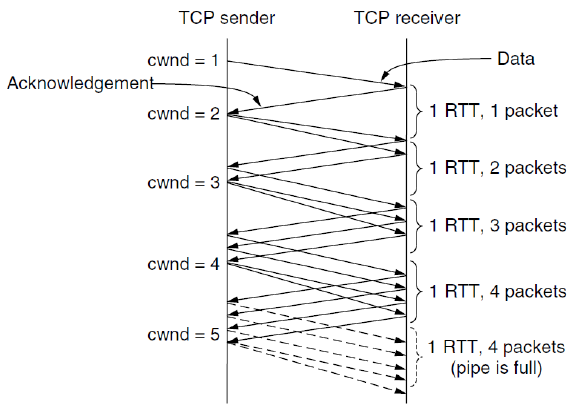 TCP sender
TCP receiver
cwnd = 1
Data
Acknowledgement
cwnd = 2
1 RTT, 1 packet
1 RTT, 2 packets
cwnd = 3
1 RTT, 3 packets
cwnd = 4
1 RTT, 4 packets
cwnd = 5
1 RTT, 4 packets
(pipe is full)